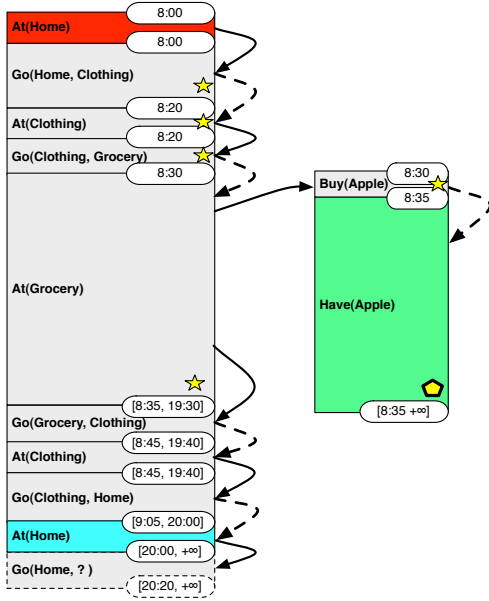 8:00
At(Home)
8:00
Go(Home, Clothing)
8:20
At(Clothing)
8:20
Go(Clothing, Grocery)
8:30
At(Grocery)
[8:35, 19:30]
Go(Grocery, Clothing)
[8:45, 19:40]
At(Clothing)
[8:45, 19:40]
Go(Clothing, Home)
[9:05, 20:00]
At(Home)
[20:00, +∞]
Go(Home, ? )
[20:20, +∞]
8:30
Buy(Apple)
8:35
Have(Apple)
[8:35 +∞]